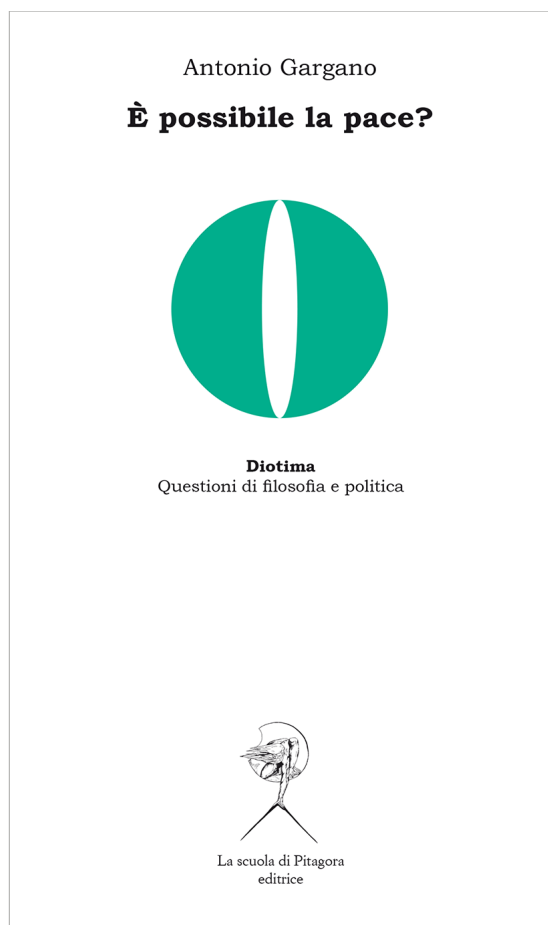 Antonio Gargano
È possibile la pace?
Diotima
Questioni di filosofia e politica
La scuola di Pitagora
editrice